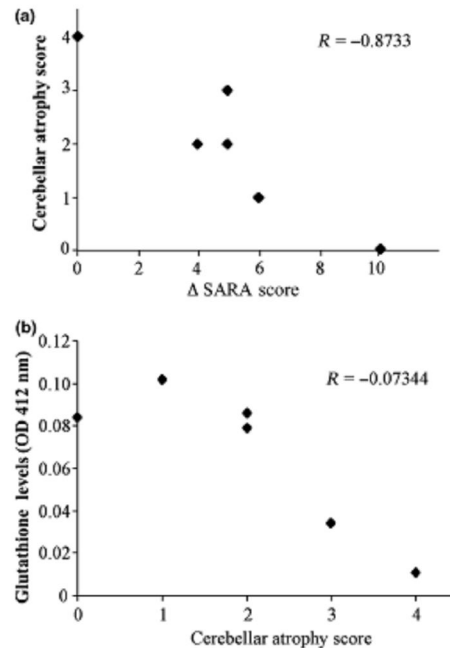 (a)
R = –0.8733
Cerebellar atrophy score
4
3
2
1
0
0 2 4 6 8 10
Δ SARA score
(b)
R = –0.07344
Glutathione levels (OD 412 nm)
0.12
0.10
0.08
0.06
0.04
0.02
0
0 1 2 3 4
Cerebellar atrophy score